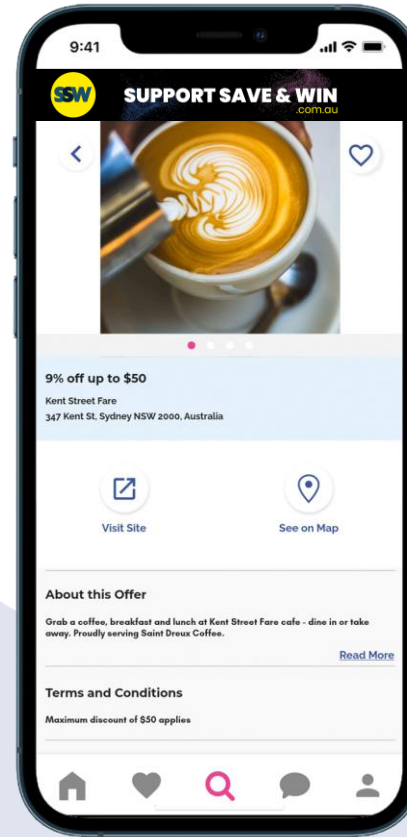 9:41
SSW SUPPORT SAVE & WIN
.com.au
9% off up to $50
Kent Street Fare
347 Kent St, Sydney NSW 2000, Australia
Visit Site
See on Map
About this Offer
Grab a coffee, breakfast and lunch at Kent Street Fare cafe - dine in or take
away. Proudly serving Saint Dreux Coffee.
Read More
Terms and Conditions
Maximum discount of $50 applies